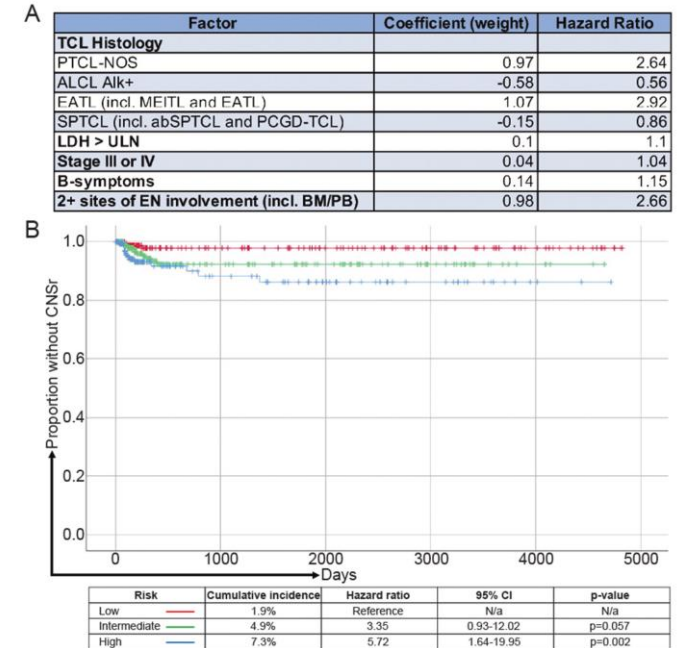 A
Factor Coefficient (weight) Hazard Ratio
TCL Histology
PTCL-NOS 0.97 2.64
ALCL Alk+ -0.58 0.56
EATL (incl. MEITL and EATL) 1.07 2.92
SPTCL (incl. abSPTCL and PCGD-TCL) -0.15 0.86
LDH > ULN 0.1 1.1
Stage III or IV 0.04 1.04
B-symptoms 0.14 1.15
2+ sites of EN involvement (incl. BM/PB) 0.98 2.66
B
Proportion without CNSr
1.0
0.8
0.6
0.4
0.2
0.0
0 1000 2000 3000 4000 5000
Days
Risk Cumulative incidence Hazard ratio 95% CI p-value
Low 1.9% Reference N/a N/a
Intermediate 4.9% 3.35 0.93-12.02 p=0.057
High 7.3% 5.72 1.64-19.95 p=0.002